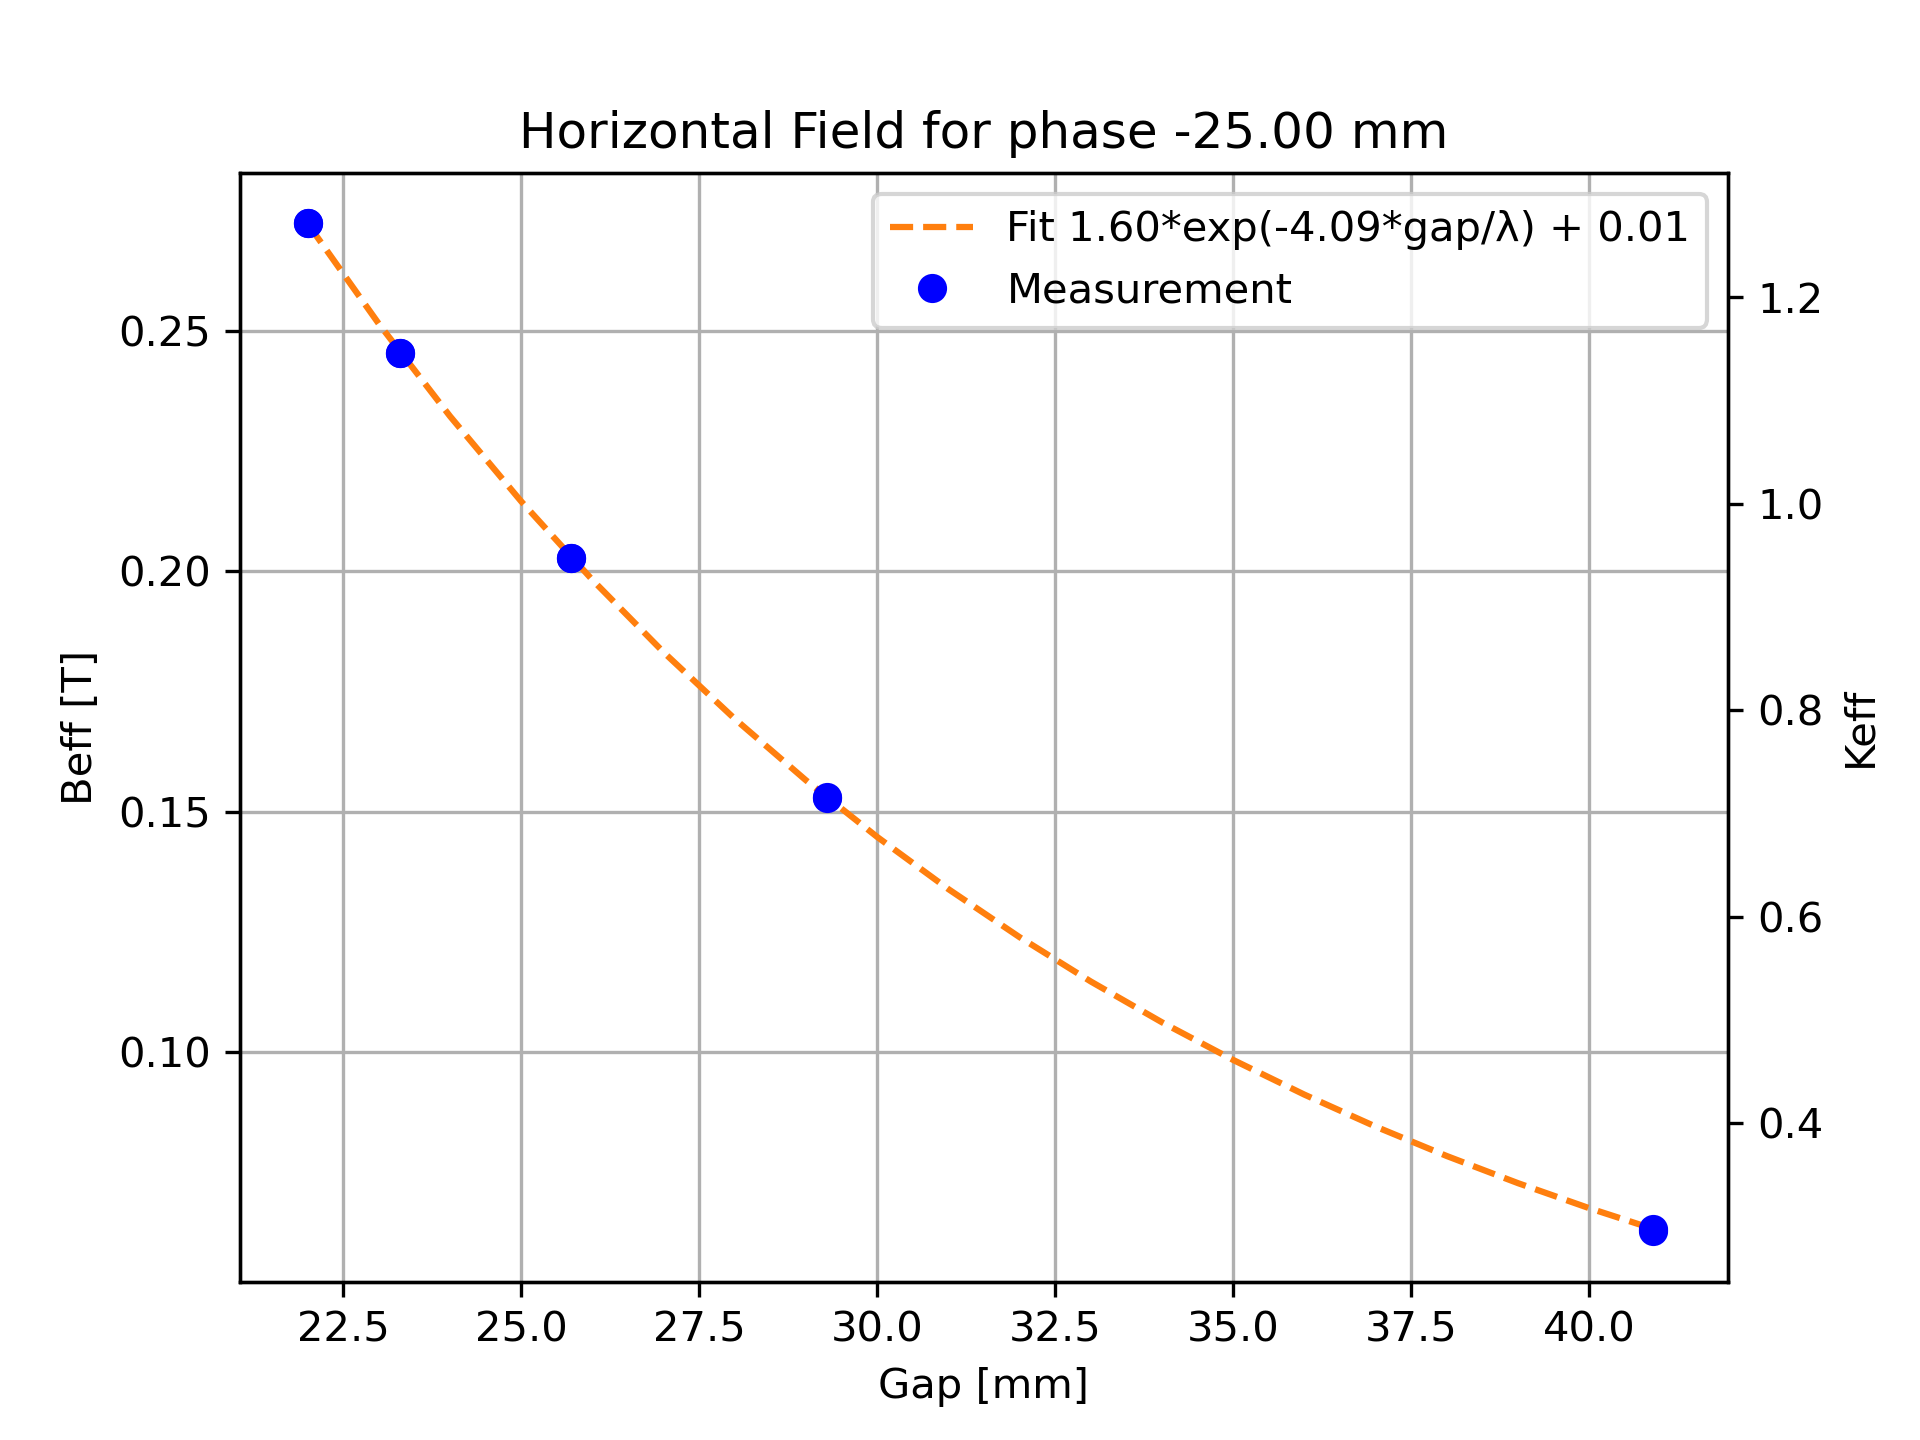 Horizontal Field for phase -25.00 mm
Fit 1.60*exp(-4.09*gap/λ) + 0.01
Measurement
0.25
0.20
0.15
0.10
Beff [T]
1.2
1.0
0.8
0.6
0.4
Keff
22.5 25.0 27.5 30.0 32.5 35.0 37.5 40.0
Gap [mm]